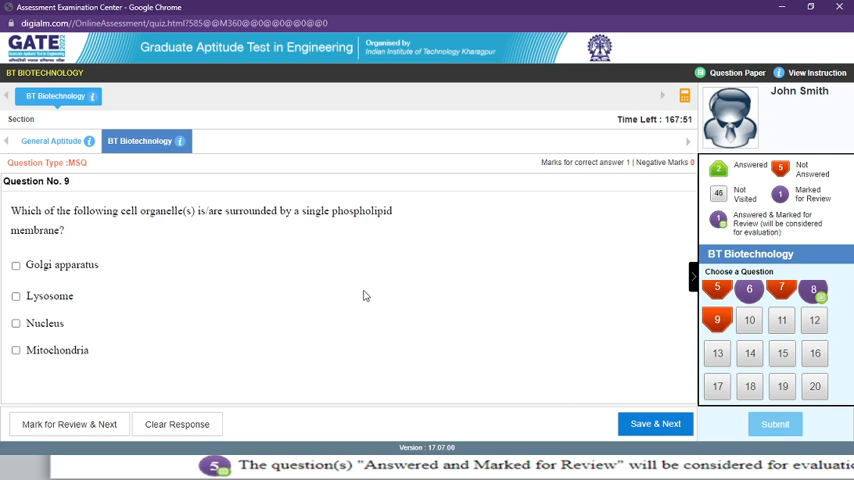 Assessment Examination Center - Google Chrome
digialm.com//OnlineAssessment/quiz.html?585@@M360@@0@@0@@0@@0
GATE
Graduate Aptitude Test in Engineering
Organised by
Indian Institute of Technology Kharagpur
BT BIOTECHNOLOGY
Question Paper
View Instruction
BT Biotechnology
John Smith
Section
Time Left : 167:51
General Aptitude
BT Biotechnology
Question Type :MSQ
Marks for correct answer 1 | Negative Marks 0
Question No. 9
Which of the following cell organelle(s) is/are surrounded by a single phospholipid
membrane?
Golgi apparatus
Lysosome
Nucleus
Mitochondria
2 Answered
5 Not
Answered
46 Not
Visited
1 Marked
for Review
1 Answered & Marked for
Review (will be considered
for evaluation)
BT Biotechnology
Choose a Question
5 6 7 8
9 10 11 12
13 14 15 16
17 18 19 20
Mark for Review & Next
Clear Response
Save & Next
Submit
Version : 17.07.00
5 The question(s) "Answered and Marked for Review" will be considered for evaluati